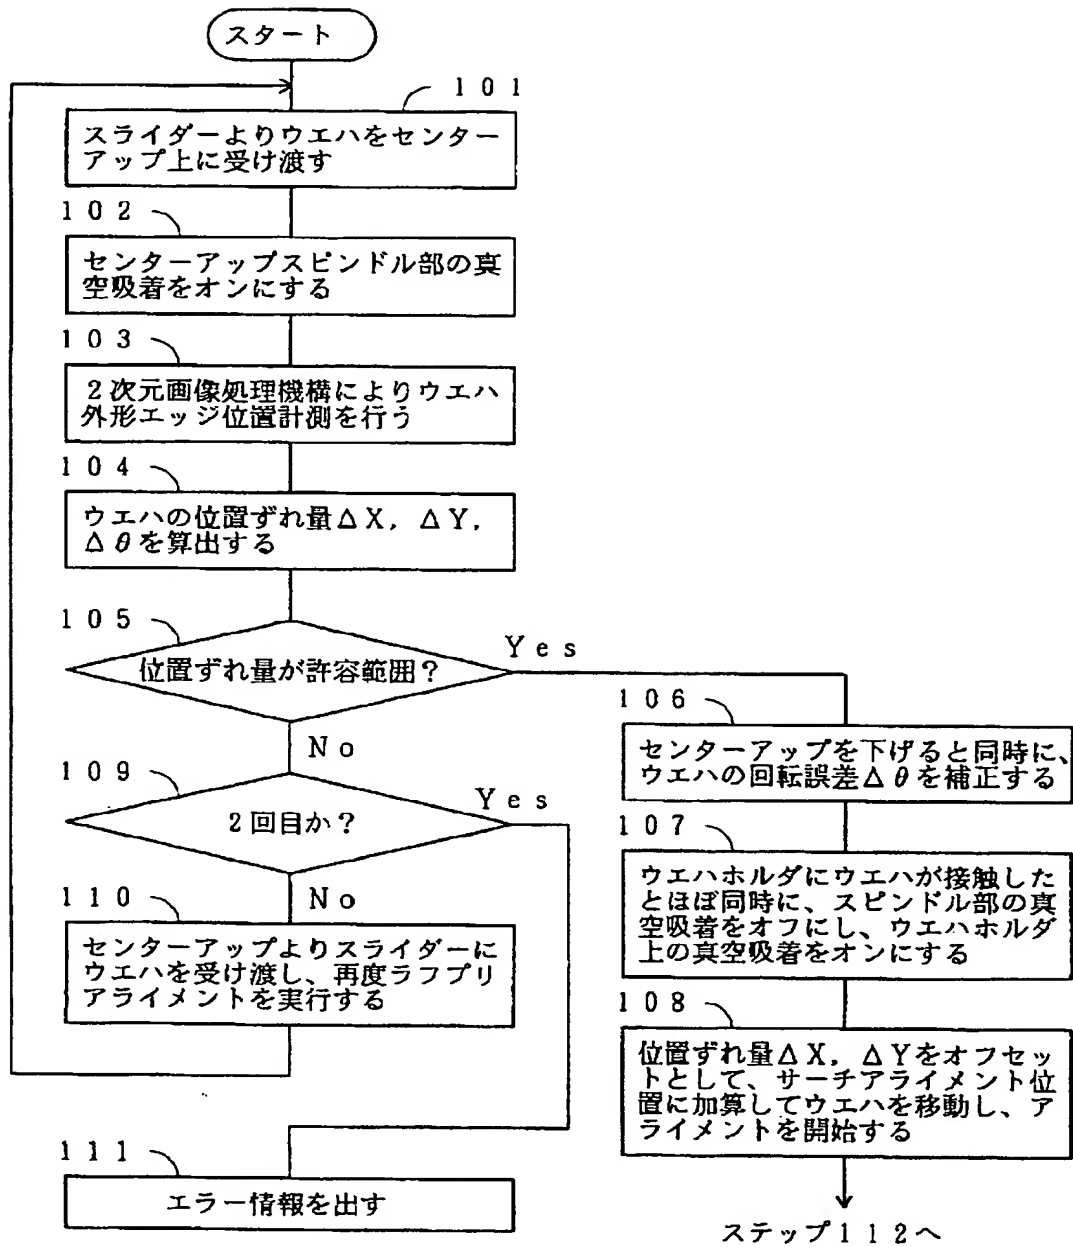 スタート
101
スライダーよりウエハをセンター
アップ上に受け渡す
102
センターアップスピンドル部の真
空吸着をオンにする
103
2次元画像処理機構によりウエハ
外形エッジ位置計測を行う
104
ウエハの位置ずれ量ΔX，ΔY，
Δθを算出する
105
位置ずれ量が許容範囲？
Yes
No
109
2回目か？
Yes
No
110
センターアップよりスライダーに
ウエハを受け渡し、再度ラフプリ
アライメントを実行する
111
エラー情報を出す
106
センターアップを下げると同時に、
ウエハの回転誤差Δθを補正する
107
ウエハホルダにウエハが接触した
とほぼ同時に、スピンドル部の真
空吸着をオフにし、ウエハホルダ
上の真空吸着をオンにする
108
位置ずれ量ΔX，ΔYをオフセッ
トとして、サーチアライメント位
置に加算してウエハを移動し、ア
ライメントを開始する
ステップ112へ